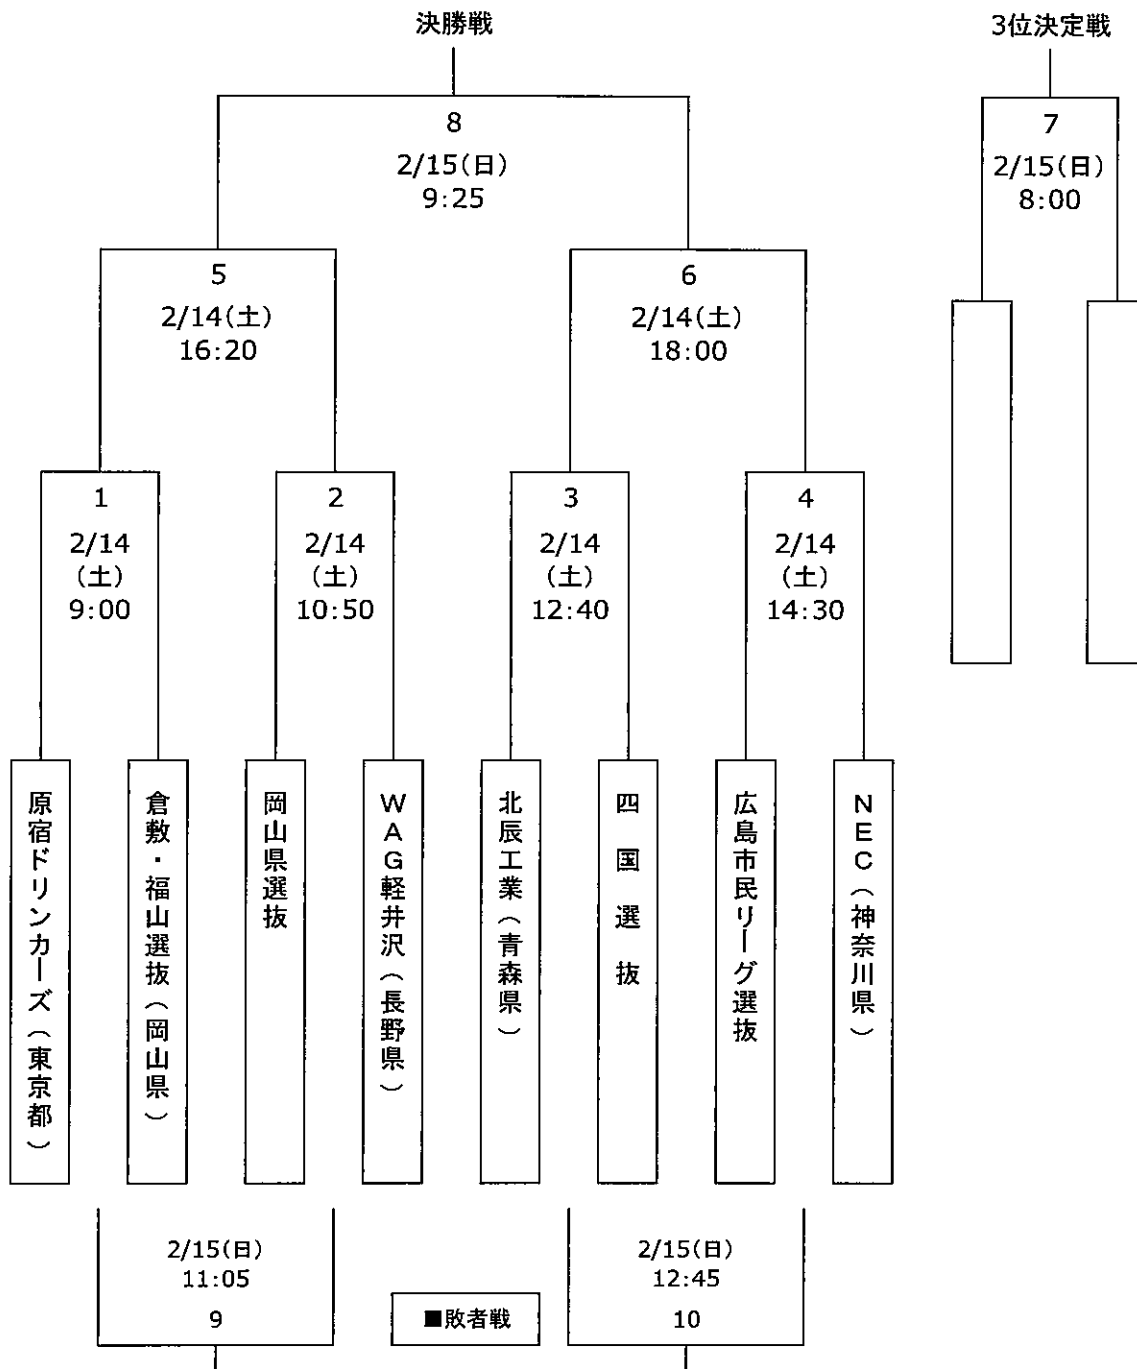 決勝戦
3位決定戦
8
2/15(日)
9:25
7
2/15(日)
8:00
5
2/14(土)
16:20
6
2/14(土)
18:00
1
2/14
(土)
9:00
2
2/14
(土)
10:50
3
2/14
(土)
12:40
4
2/14
(土)
14:30
原宿ドリンカーズ(東京都)
倉敷・福山選抜(岡山県)
岡山県選抜
WAG軽井沢(長野県)
北辰工業(青森県)
四国選抜
広島市民リーグ選抜
NEC(神奈川県)
2/15(日)
11:05
9
■敗者戦
2/15(日)
12:45
10